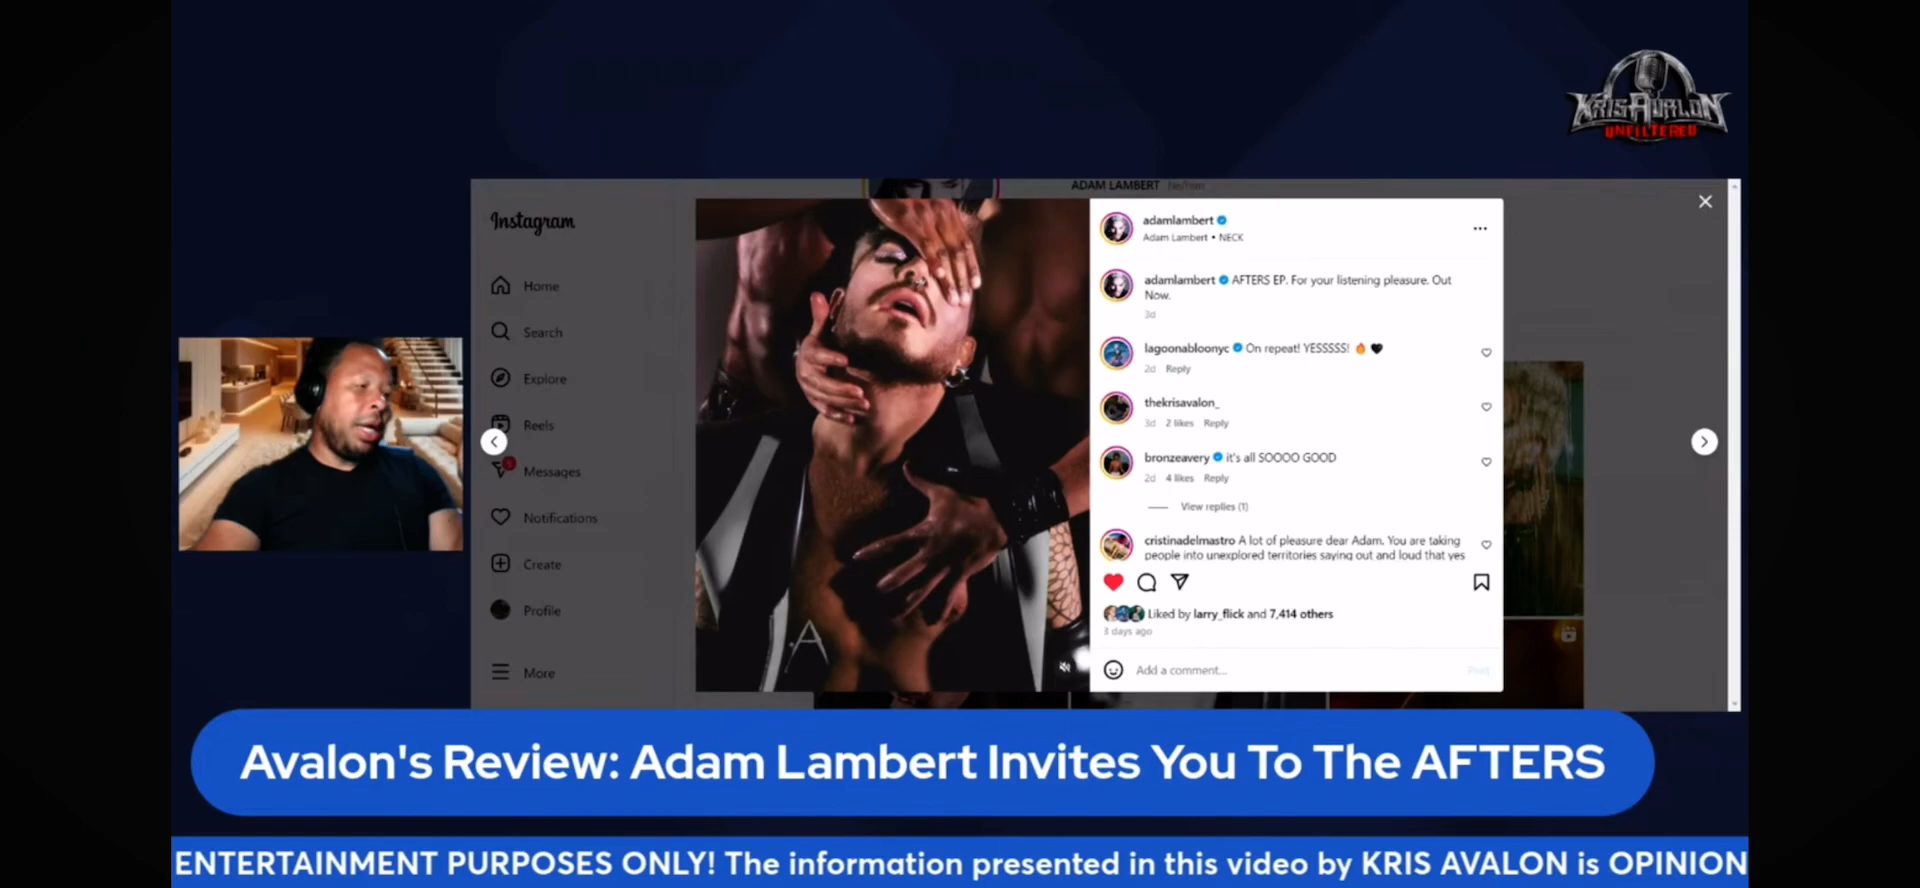 KRIS AVALON
UNFILTERED
ADAM LAMBERT he/him
Instagram
Home
Search
Explore
Reels
Messages
Notifications
Create
Profile
More
adamlambert
Adam Lambert • NECK
adamlambert AFTERS EP. For your listening pleasure. Out
Now.
3d
lagoonabloonyc On repeat! YESSSSS! 🔥 🖤
2d Reply
thekrisavalon_
3d 2 likes Reply
bronzeavery it's all SOOOO GOOD
2d 4 likes Reply
View replies (1)
cristinadelmastro A lot of pleasure dear Adam. You are taking
people into unexplored territories saying out and loud that yes
Liked by larry_flick and 7,414 others
3 days ago
Add a comment...
Post
A
Avalon's Review: Adam Lambert Invites You To The AFTERS
ENTERTAINMENT PURPOSES ONLY! The information presented in this video by KRIS AVALON is OPINION